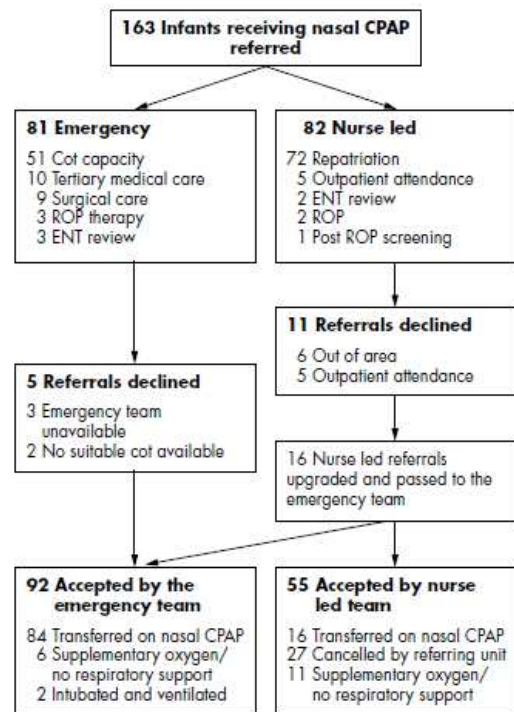 163 Infants receiving nasal CPAP
referred
81 Emergency
51 Cot capacity
10 Tertiary medical care
9 Surgical care
3 ROP therapy
3 ENT review
82 Nurse led
72 Repatriation
5 Outpatient attendance
2 ENT review
2 ROP
1 Post ROP screening
11 Referrals declined
6 Out of area
5 Outpatient attendance
5 Referrals declined
3 Emergency team
unavailable
2 No suitable cot available
16 Nurse led referrals
upgraded and passed to the
emergency team
92 Accepted by the
emergency team
84 Transferred on nasal CPAP
6 Supplementary oxygen/
no respiratory support
2 Intubated and ventilated
55 Accepted by nurse
led team
16 Transferred on nasal CPAP
27 Cancelled by referring unit
11 Supplementary oxygen/
no respiratory support